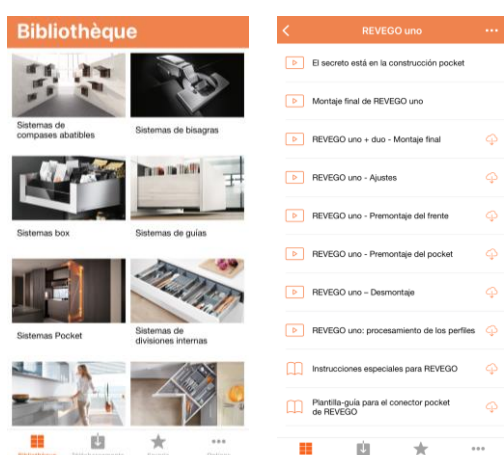 Bibliothèque
Sistemas de
compases abatibles
Sistemas de bisagras
Sistemas box
Sistemas de guías
Sistemas Pocket
Sistemas de
divisiones internas
REVEGO uno
El secreto está en la construcción pocket
Montaje final de REVEGO uno
REVEGO uno + duo - Montaje final
REVEGO uno - Ajustes
REVEGO uno - Premontaje del frente
REVEGO uno - Premontaje del pocket
REVEGO uno – Desmontaje
REVEGO uno: procesamiento de los perfiles
Instrucciones especiales para REVEGO
Plantilla-guía para el conector pocket
de REVEGO